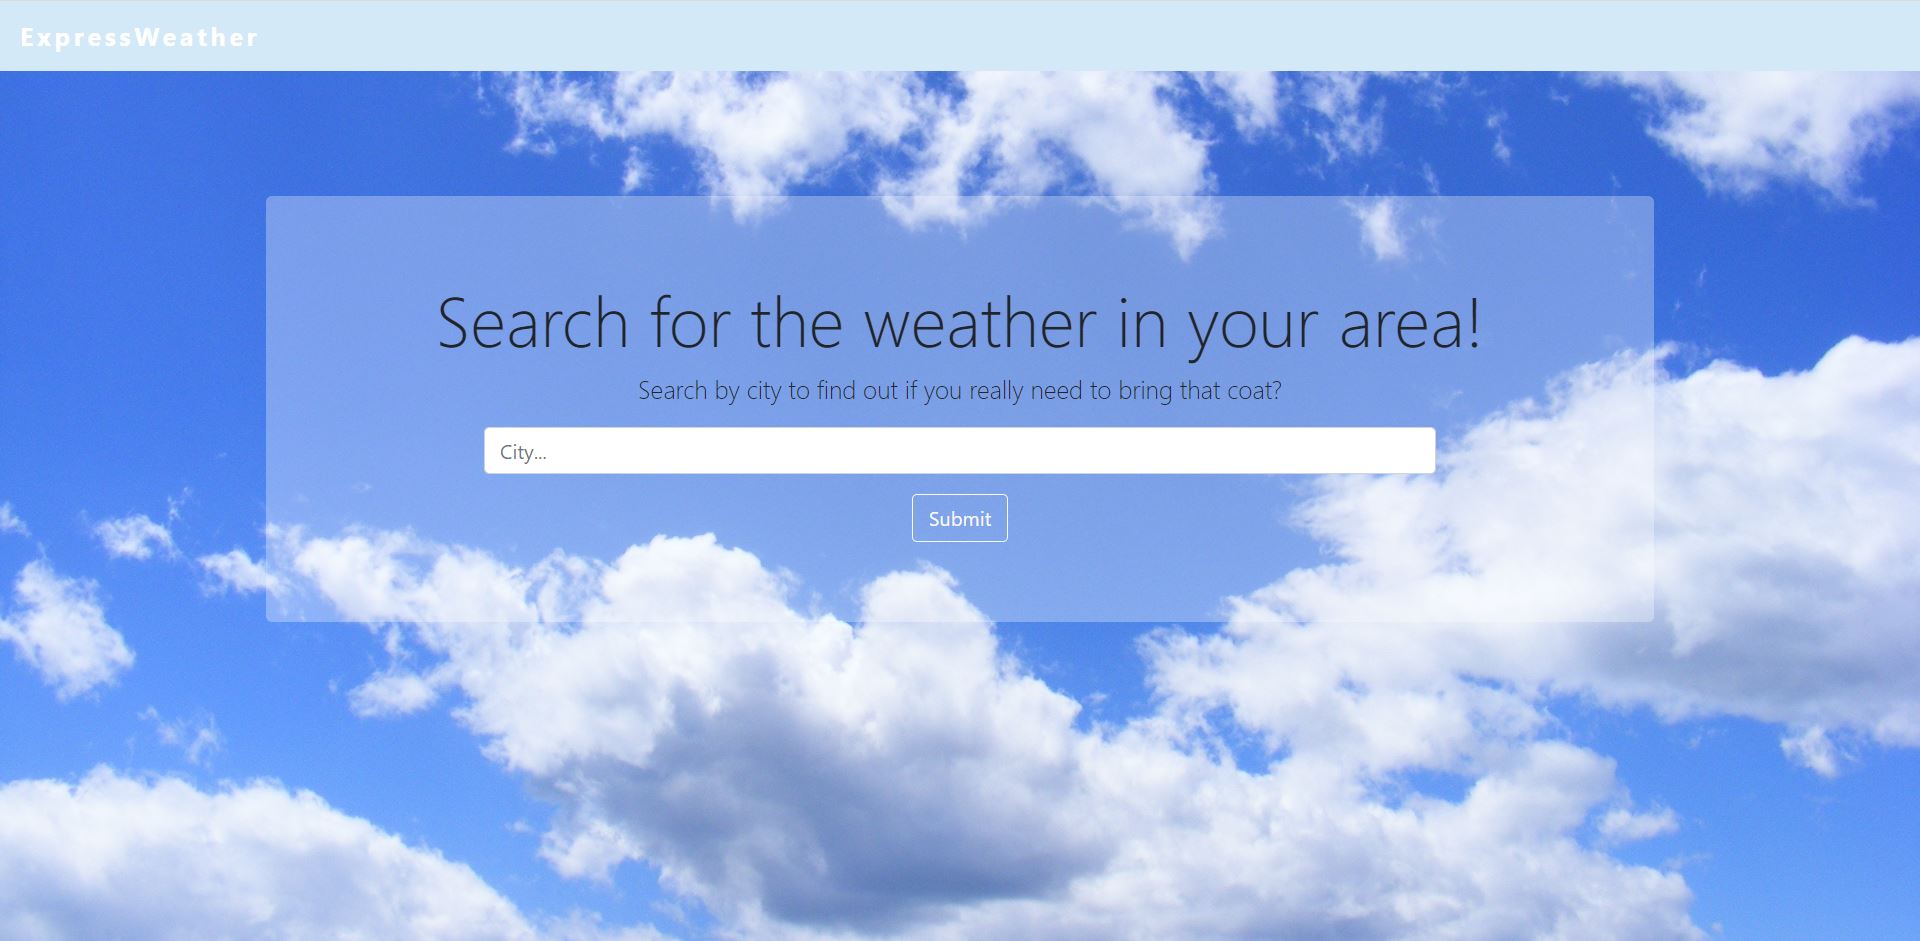 ExpressWeather
Search for the weather in your area!
Search by city to find out if you really need to bring that coat?
City...
Submit